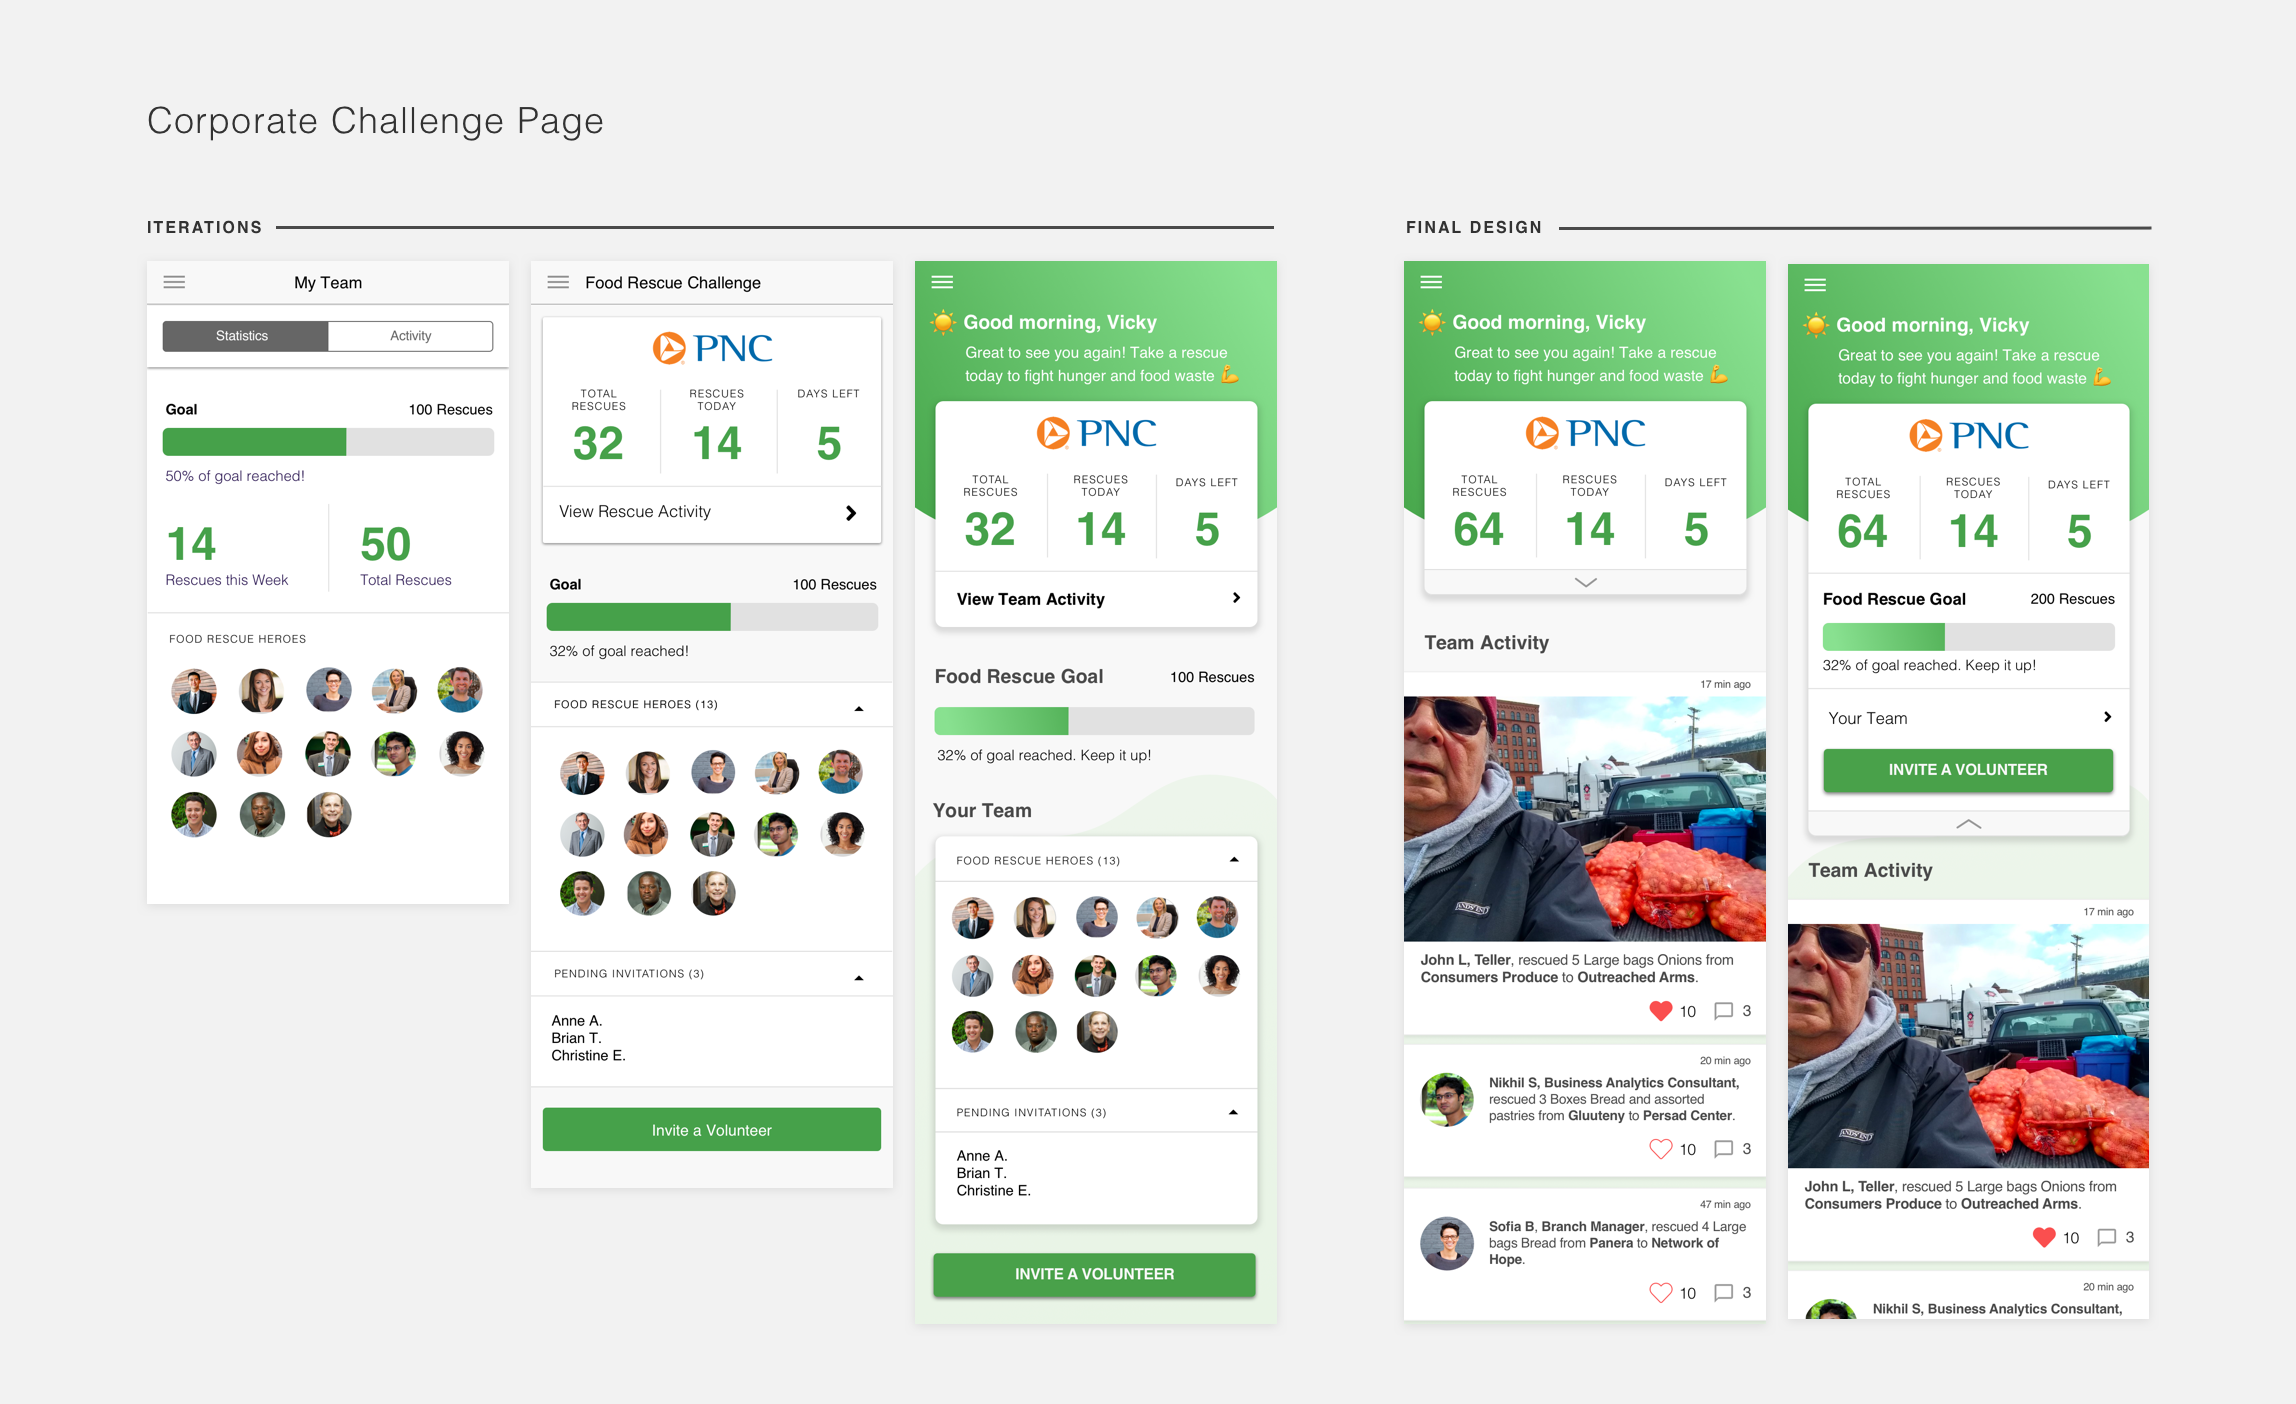 Corporate Challenge Page
ITERATIONS
My Team
Statistics
Activity
Goal
100 Rescues
50% of goal reached!
14
Rescues this Week
50
Total Rescues
FOOD RESCUE HEROES
Food Rescue Challenge
PNC
TOTAL
RESCUES
32
RESCUES
TODAY
14
DAYS LEFT
5
View Rescue Activity
Goal
100 Rescues
32% of goal reached!
FOOD RESCUE HEROES (13)
PENDING INVITATIONS (3)
Anne A.
Brian T.
Christine E.
Invite a Volunteer
Good morning, Vicky
Great to see you again! Take a rescue
today to fight hunger and food waste 💪
PNC
TOTAL
RESCUES
32
RESCUES
TODAY
14
DAYS LEFT
5
View Team Activity
Food Rescue Goal
100 Rescues
32% of goal reached. Keep it up!
Your Team
FOOD RESCUE HEROES (13)
PENDING INVITATIONS (3)
Anne A.
Brian T.
Christine E.
INVITE A VOLUNTEER
FINAL DESIGN
Good morning, Vicky
Great to see you again! Take a rescue
today to fight hunger and food waste 💪
PNC
TOTAL
RESCUES
64
RESCUES
TODAY
14
DAYS LEFT
5
Team Activity
17 min ago
LANDS' END
John L, Teller, rescued 5 Large bags Onions from
Consumers Produce to Outreached Arms.
10
3
20 min ago
Nikhil S, Business Analytics Consultant,
rescued 3 Boxes Bread and assorted
pastries from Gluuteny to Persad Center.
10
3
47 min ago
Sofia B, Branch Manager, rescued 4 Large
bags Bread from Panera to Network of
Hope.
10
3
Good morning, Vicky
Great to see you again! Take a rescue
today to fight hunger and food waste 💪
PNC
TOTAL
RESCUES
64
RESCUES
TODAY
14
DAYS LEFT
5
Food Rescue Goal
200 Rescues
32% of goal reached. Keep it up!
Your Team
INVITE A VOLUNTEER
Team Activity
17 min ago
LANDS' END
John L, Teller, rescued 5 Large bags Onions from
Consumers Produce to Outreached Arms.
10
3
20 min ago
Nikhil S, Business Analytics Consultant,